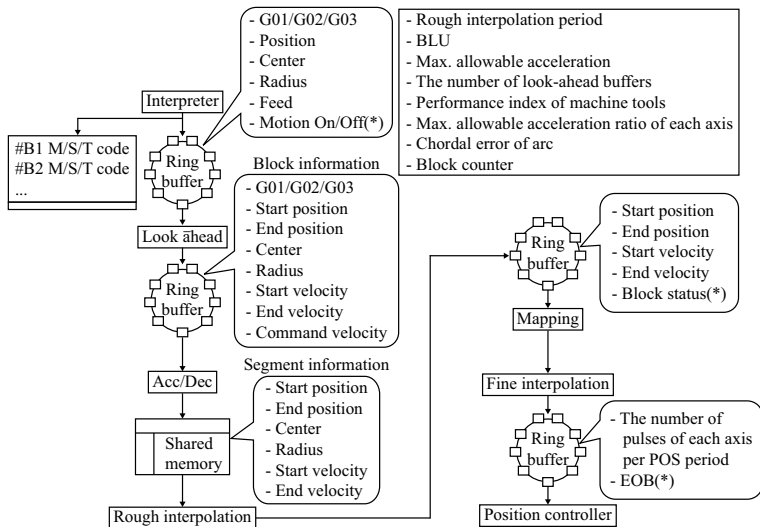 - G01/G02/G03
- Position
- Center
- Radius
- Feed
- Motion On/Off(*)
- Rough interpolation period
- BLU
- Max. allowable acceleration
- The number of look-ahead buffers
- Performance index of machine tools
- Max. allowable acceleration ratio of each axis
- Chordal error of arc
- Block counter
Interpreter
#B1 M/S/T code
#B2 M/S/T code
...
Ring
buffer
Block information
- G01/G02/G03
- Start position
- End position
- Center
- Radius
- Start velocity
- End velocity
- Command velocity
Look ahead
Ring
buffer
Acc/Dec
Segment information
- Start position
- End position
- Center
- Radius
- Start velocity
- End velocity
Shared
memory
Rough interpolation
Ring
buffer
- Start position
- End position
- Start velocity
- End velocity
- Block status(*)
Mapping
Fine interpolation
Ring
buffer
- The number of
pulses of each axis
per POS period
- EOB(*)
Position controller